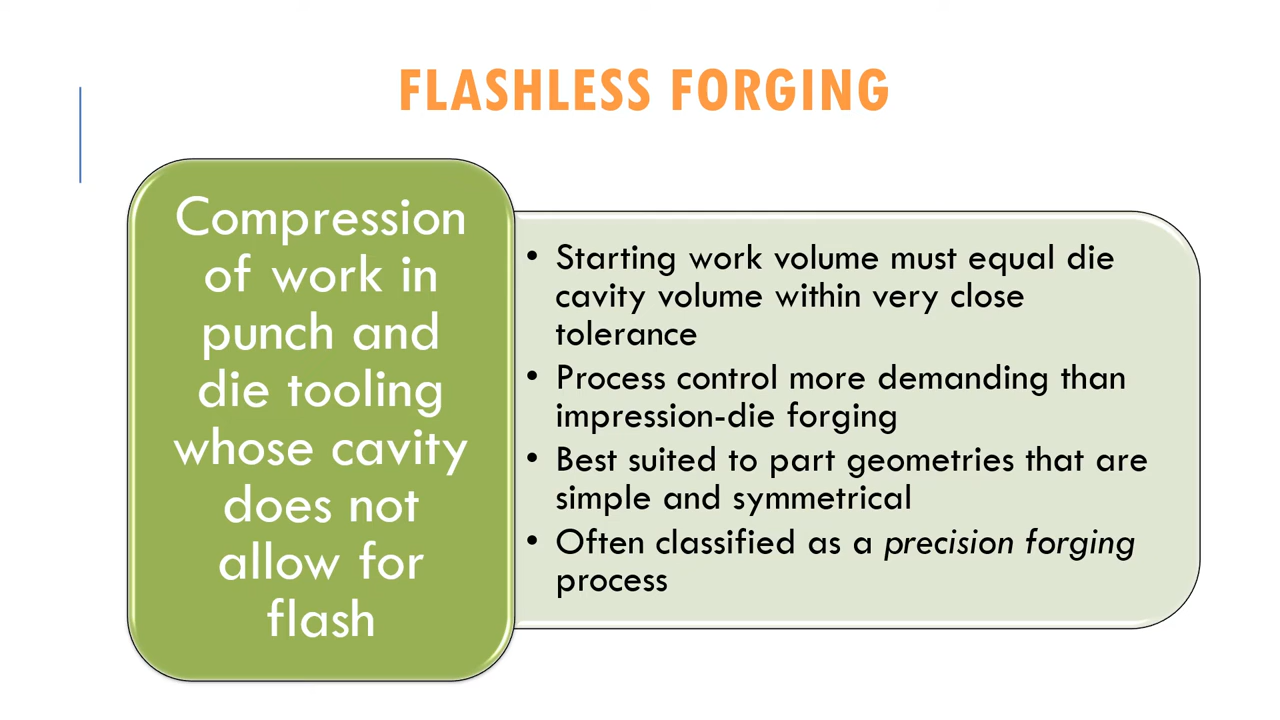 FLASHLESS FORGING
Compression
of work in
punch and
die tooling
whose cavity
does not
allow for
flash
• Starting work volume must equal die
cavity volume within very close
tolerance
• Process control more demanding than
impression-die forging
• Best suited to part geometries that are
simple and symmetrical
• Often classified as a precision forging
process